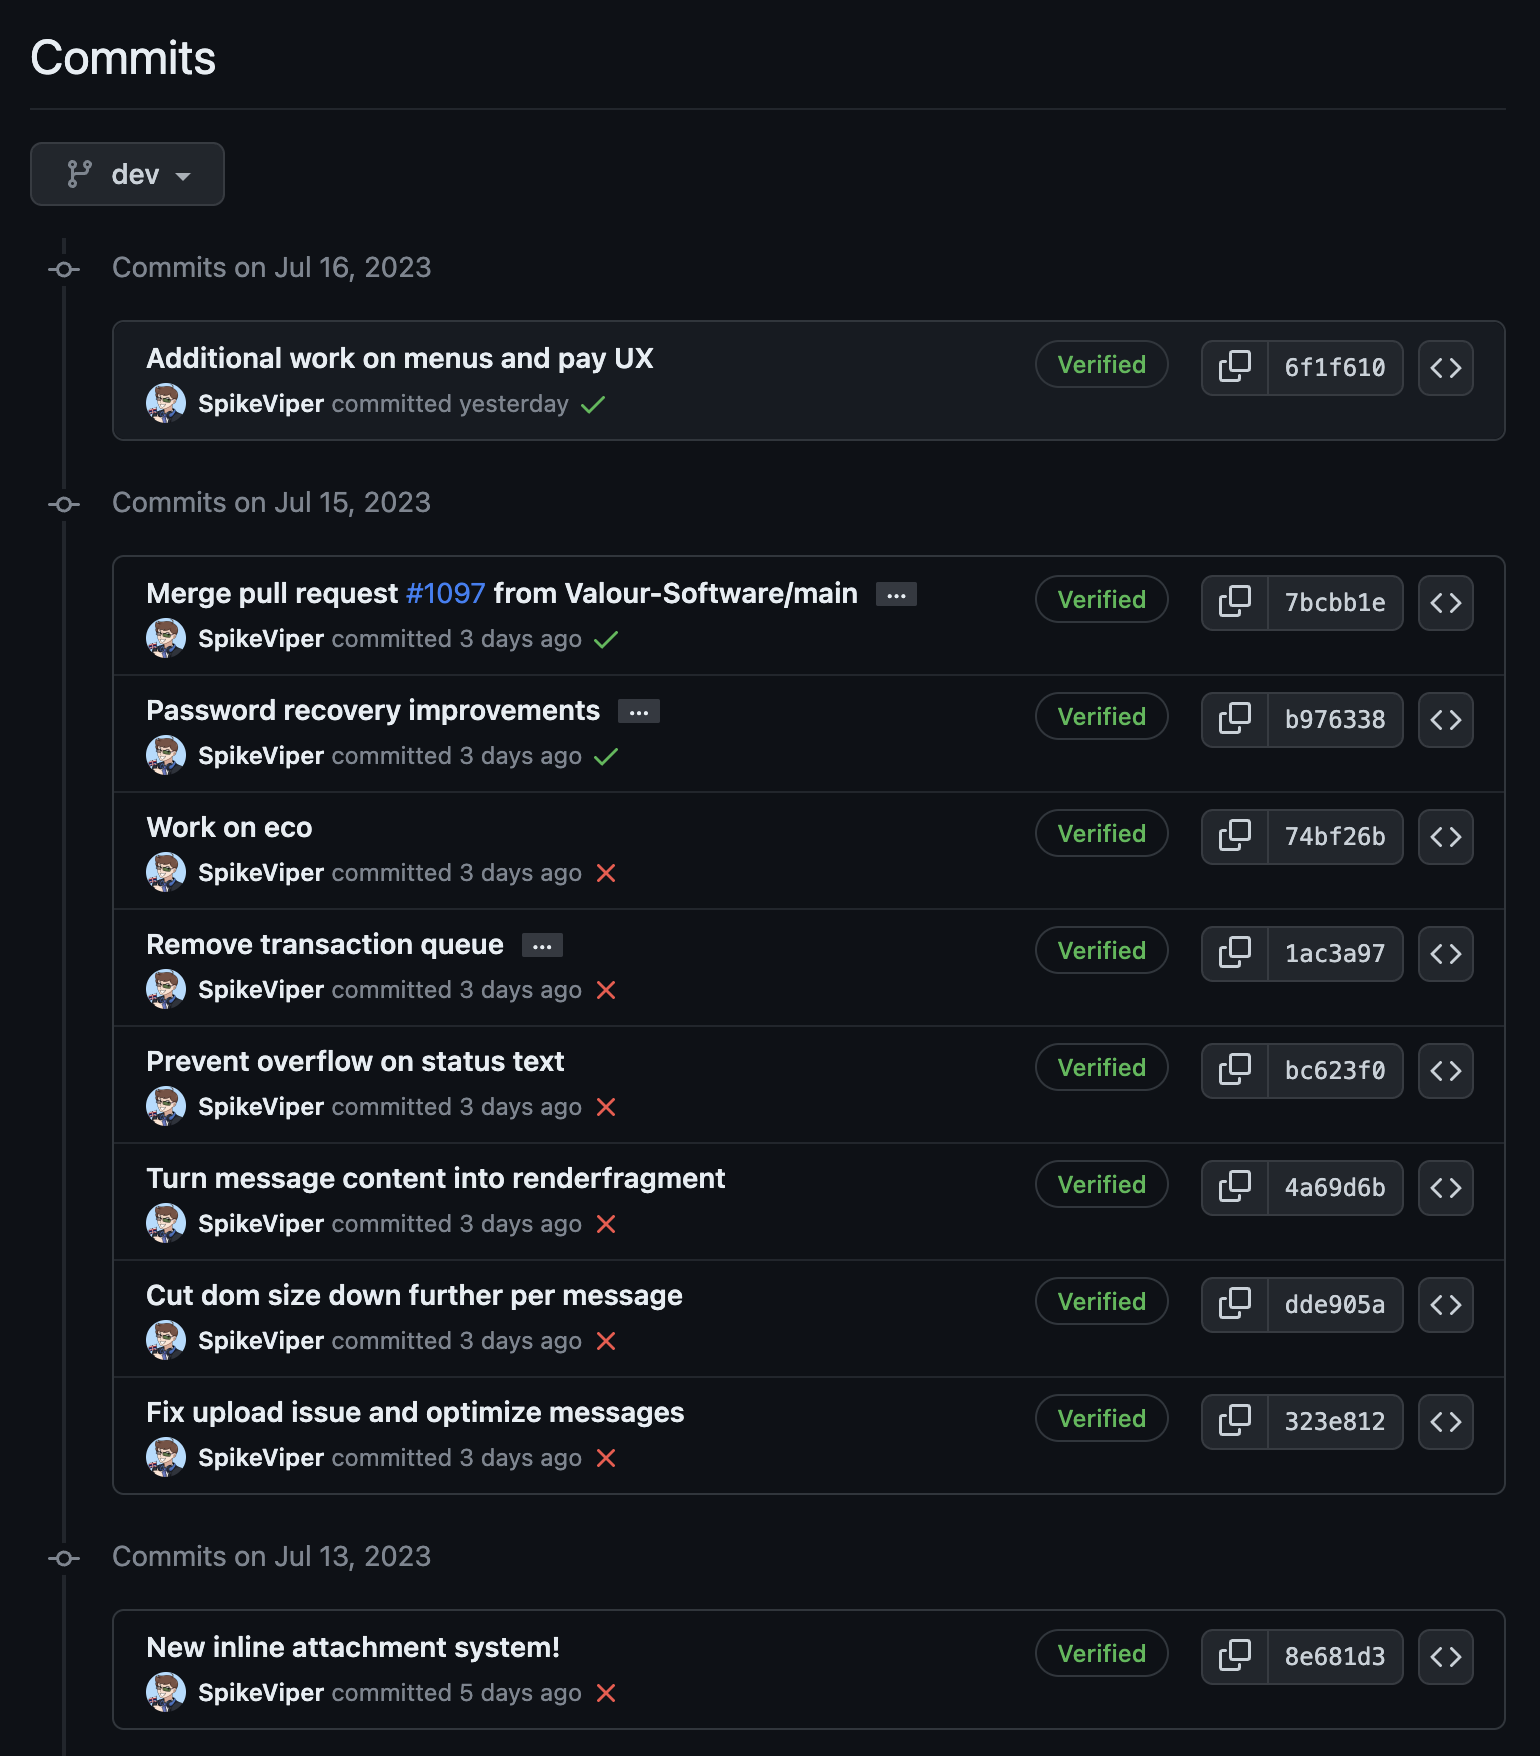 Commits
dev
Commits on Jul 16, 2023
Additional work on menus and pay UX
Verified
6f1f610
SpikeViper committed yesterday
Commits on Jul 15, 2023
Merge pull request #1097 from Valour-Software/main ...
Verified
7bcbb1e
SpikeViper committed 3 days ago
Password recovery improvements ...
Verified
b976338
SpikeViper committed 3 days ago
Work on eco
Verified
74bf26b
SpikeViper committed 3 days ago
Remove transaction queue ...
Verified
1ac3a97
SpikeViper committed 3 days ago
Prevent overflow on status text
Verified
bc623f0
SpikeViper committed 3 days ago
Turn message content into renderfragment
Verified
4a69d6b
SpikeViper committed 3 days ago
Cut dom size down further per message
Verified
dde905a
SpikeViper committed 3 days ago
Fix upload issue and optimize messages
Verified
323e812
SpikeViper committed 3 days ago
Commits on Jul 13, 2023
New inline attachment system!
Verified
8e681d3
SpikeViper committed 5 days ago